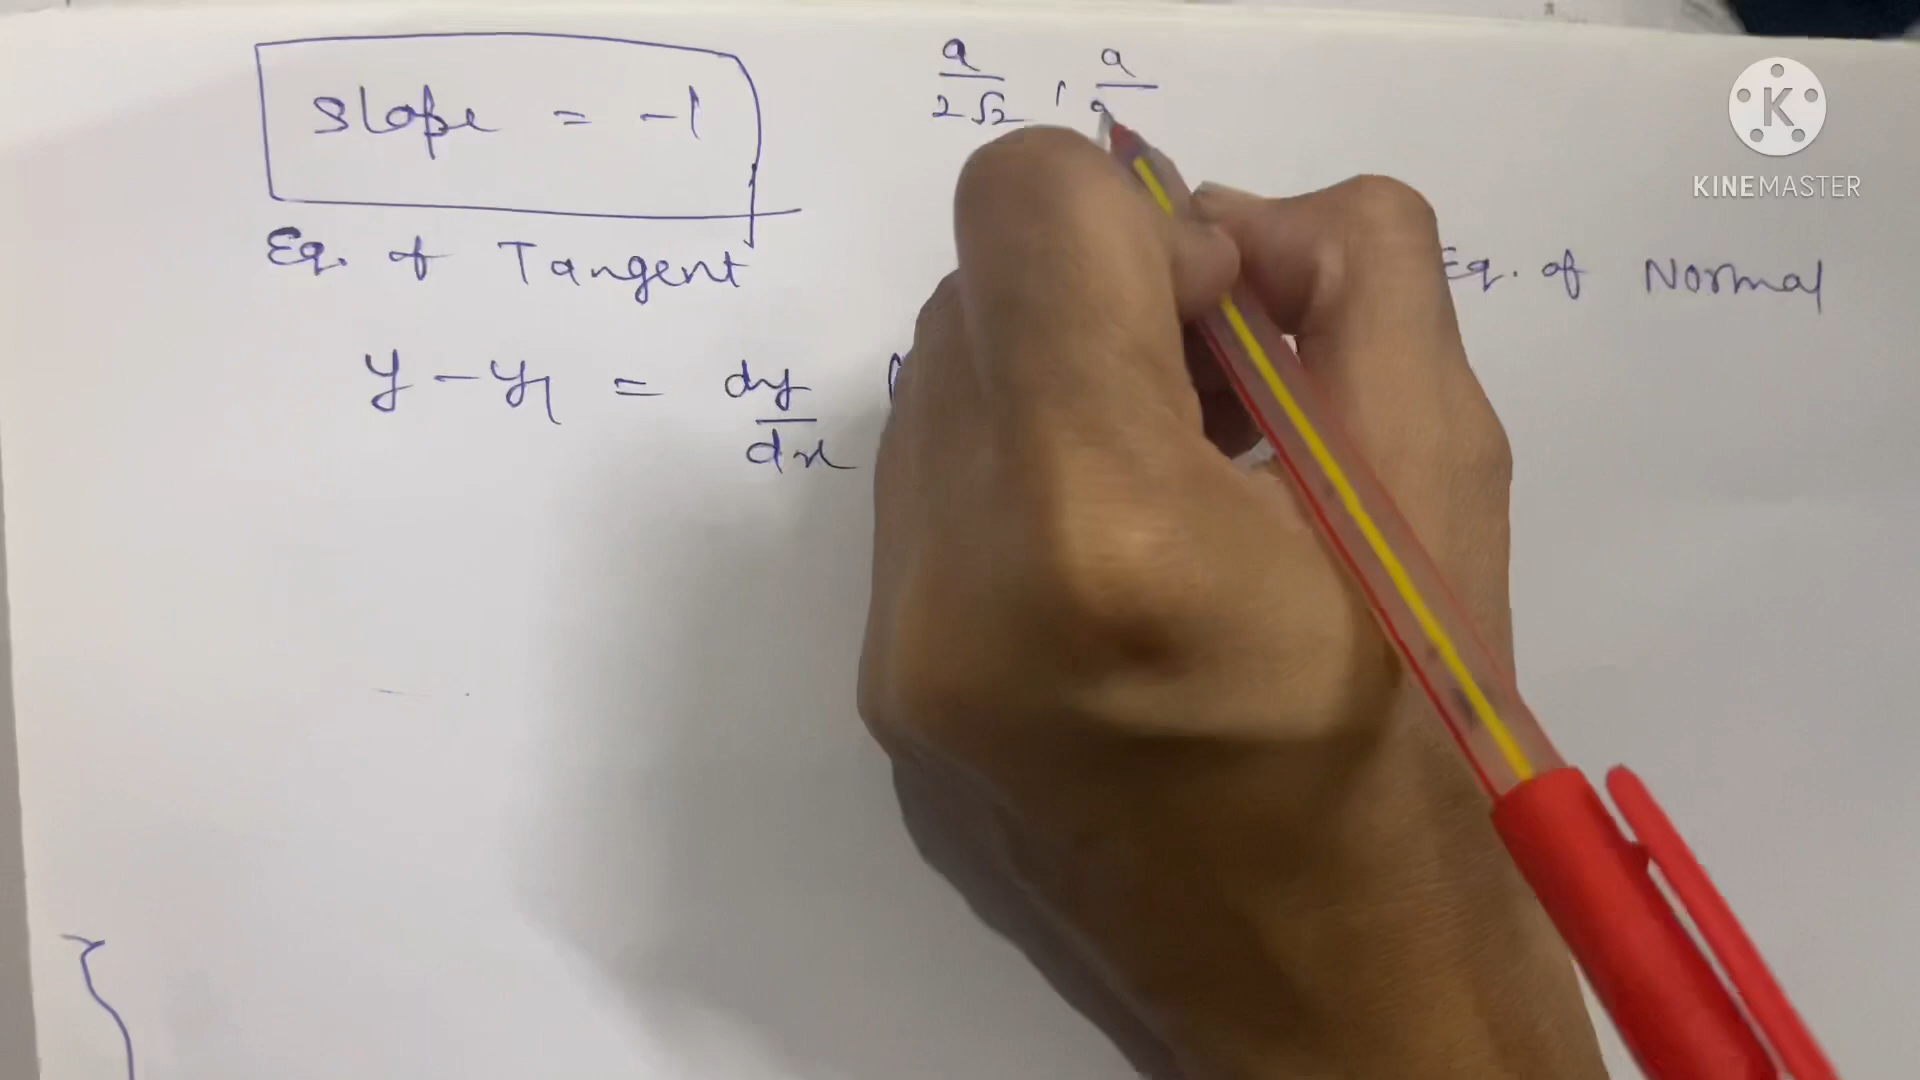 slope = -1
a/2√2 , a/
KINEMASTER
Eq. of Tangent
Eq. of Normal
y - y1 = dy/dx (